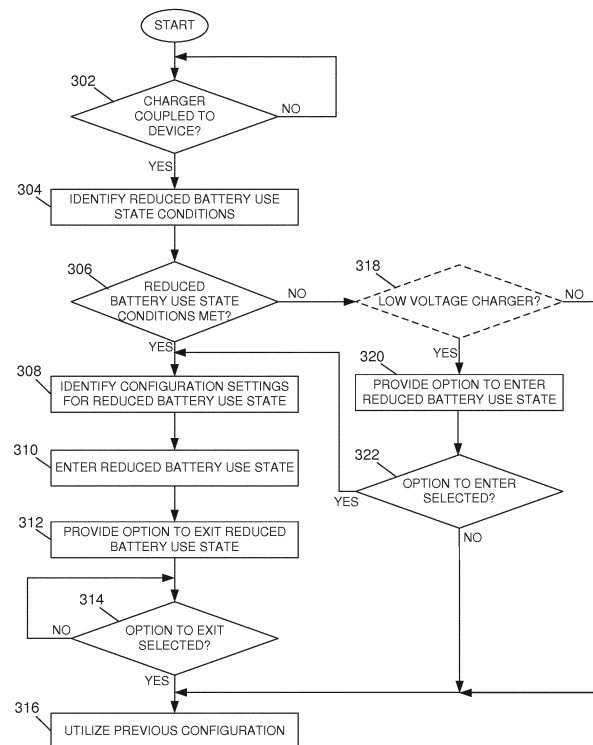 START
302
CHARGER
COUPLED TO
DEVICE?
NO
YES
304
IDENTIFY REDUCED BATTERY USE
STATE CONDITIONS
306
REDUCED
BATTERY USE STATE
CONDITIONS MET?
NO
YES
318
LOW VOLTAGE CHARGER?
NO
YES
320
PROVIDE OPTION TO ENTER
REDUCED BATTERY USE STATE
308
IDENTIFY CONFIGURATION SETTINGS
FOR REDUCED BATTERY USE STATE
310
ENTER REDUCED BATTERY USE STATE
322
OPTION TO ENTER
SELECTED?
YES
NO
312
PROVIDE OPTION TO EXIT REDUCED
BATTERY USE STATE
314
OPTION TO EXIT
SELECTED?
NO
YES
316
UTILIZE PREVIOUS CONFIGURATION